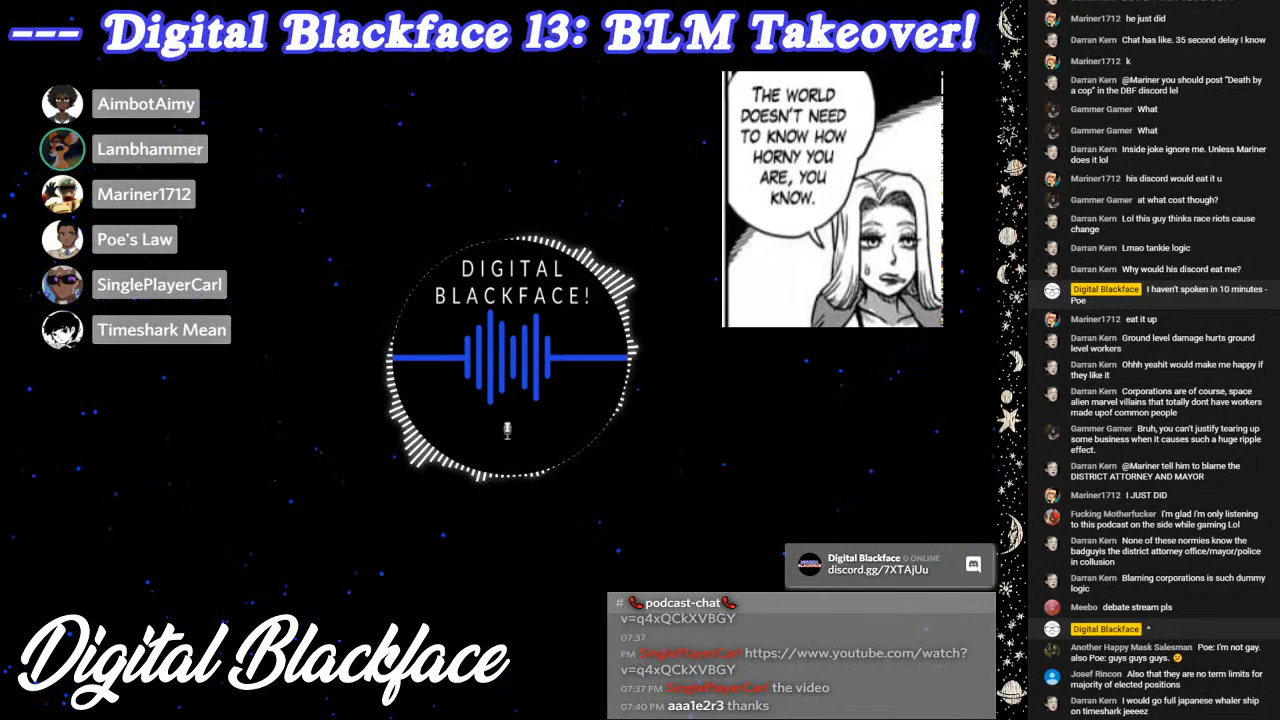 --- Digital Blackface 13: BLM Takeover!
AimbotAimy
Lambhammer
Mariner1712
Poe's Law
SinglePlayerCarl
Timeshark Mean
DIGITAL
BLACKFACE!
THE WORLD
DOESN'T NEED
TO KNOW HOW
HORNY YOU
ARE, YOU
KNOW.
Digital Blackface 0 ONLINE
discord.gg/7XTAjUu
# podcast-chat
v=q4xQCkXVBGY
07:37
PM SinglePlayerCarl https://www.youtube.com/watch?
v=q4xQCkXVBGY
07:37 PM SinglePlayerCarl the video
07:40 PM aaa1e2r3 thanks
Digital Blackface
Mariner1712 he just did
Darran Kern Chat has like. 35 second delay I know
Mariner1712 k
Darran Kern @Mariner you should post "Death by
a cop" in the DBF discord lel
Gammer Gamer What
Gammer Gamer What
Darran Kern Inside joke ignore me. Unless Mariner
does it lol
Mariner1712 his discord would eat it u
Gammer Gamer at what cost though?
Darran Kern Lol this guy thinks race riots cause
change
Darran Kern Lmao tankie logic
Darran Kern Why would his discord eat me?
Digital Blackface I haven't spoken in 10 minutes -
Poe
Mariner1712 eat it up
Darran Kern Ground level damage hurts ground
level workers
Darran Kern Ohhh yeahit would make me happy if
they like it
Darran Kern Corporations are of course, space
alien marvel villains that totally dont have workers
made upof common people
Gammer Gamer Bruh, you can't justify tearing up
some business when it causes such a huge ripple
effect.
Darran Kern @Mariner tell him to blame the
DISTRICT ATTORNEY AND MAYOR
Mariner1712 I JUST DID
Fucking Motherfucker I'm glad I'm only listening
to this podcast on the side while gaming Lol
Darran Kern None of these normies know the
badguyis the district attorney office/mayor/police
in collusion
Darran Kern Blaming corporations is such dummy
logic
Meebo debate stream pls
Digital Blackface ^
Another Happy Mask Salesman Poe: I'm not gay.
also Poe: guys guys guys. 😕
Josef Rincon Also that they are no term limits for
majority of elected positions
Darran Kern I would go full japanese whaler ship
on timeshark jeeeez